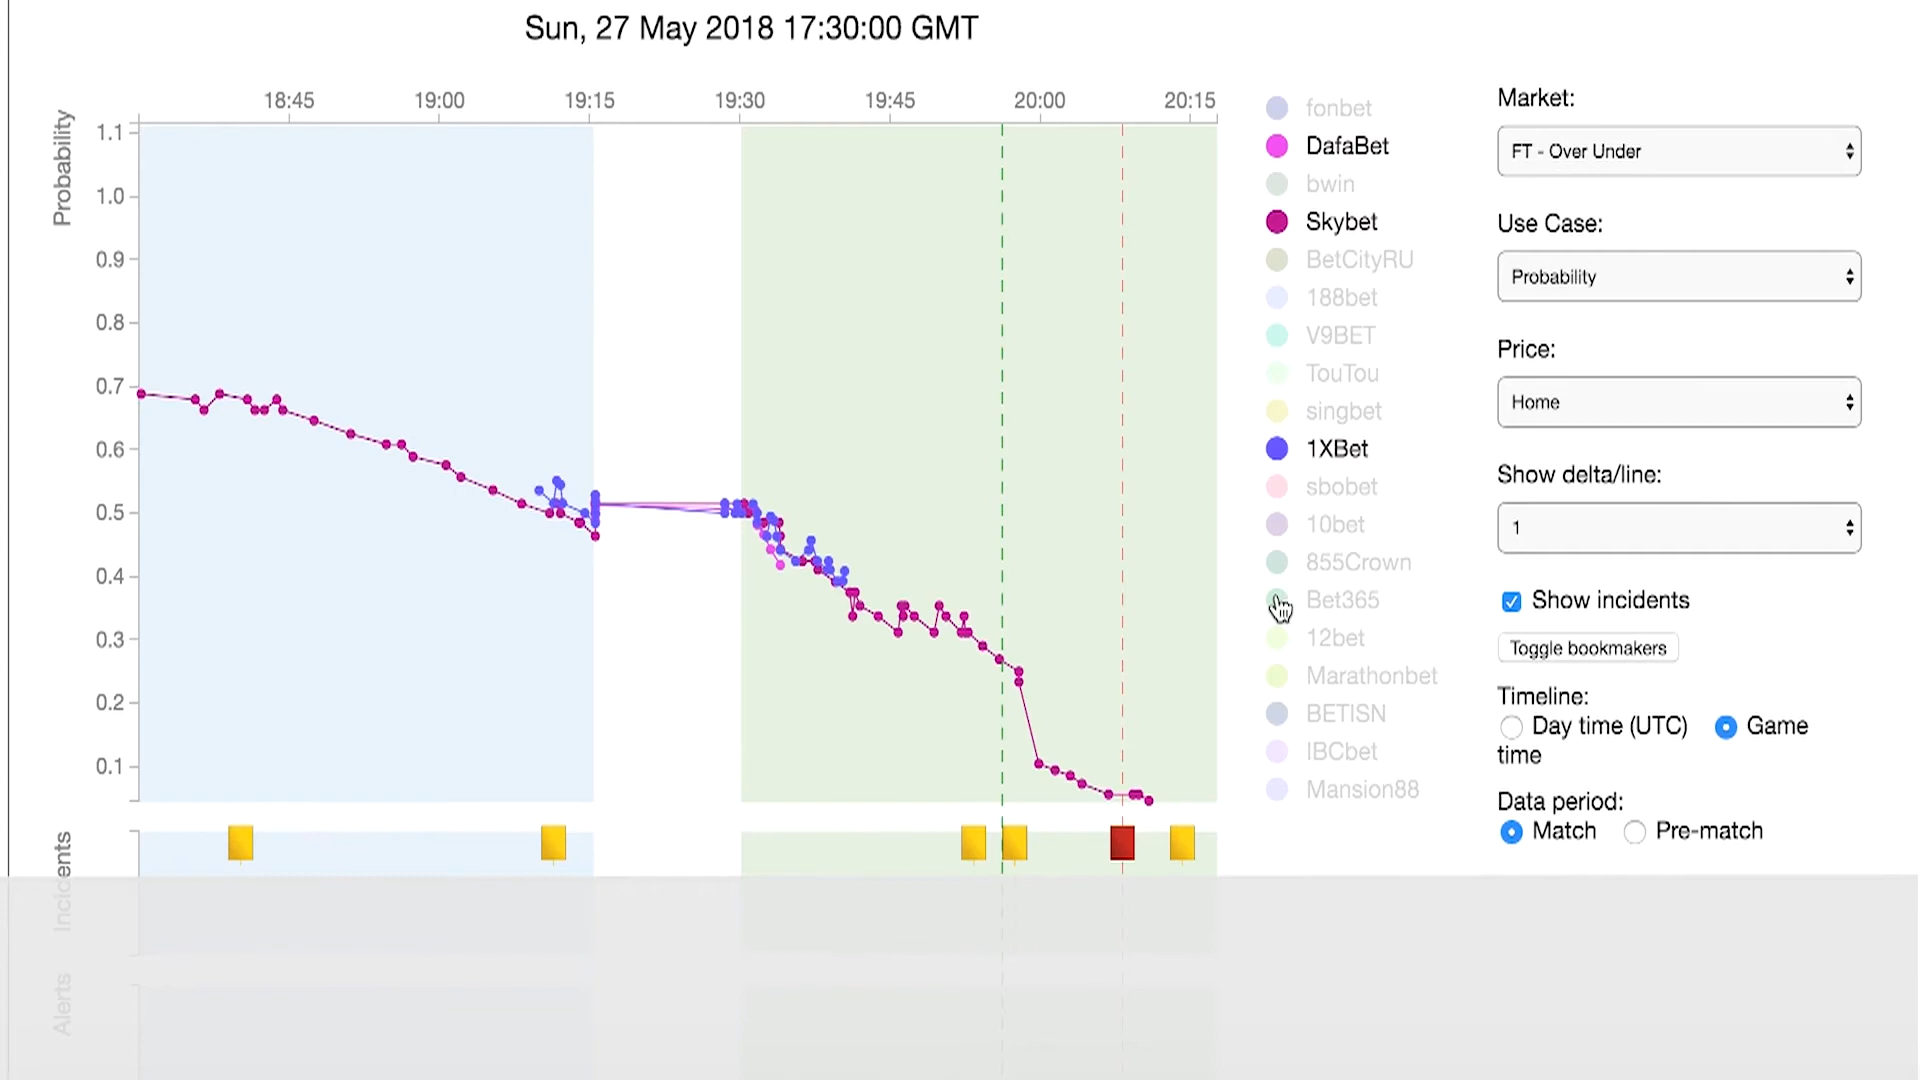 Sun, 27 May 2018 17:30:00 GMT
18:45 19:00 19:15 19:30 19:45 20:00 20:15
Probability
1.1
1.0
0.9
0.8
0.7
0.6
0.5
0.4
0.3
0.2
0.1
Incidents
Alerts
fonbet
DafaBet
bwin
Skybet
BetCityRU
188bet
V9BET
TouTou
singbet
1XBet
sbobet
10bet
855Crown
Bet365
12bet
Marathonbet
BETISN
IBCbet
Mansion88
Market:
FT - Over Under
Use Case:
Probability
Price:
Home
Show delta/line:
1
Show incidents
Toggle bookmakers
Timeline:
Day time (UTC) Game
time
Data period:
Match Pre-match